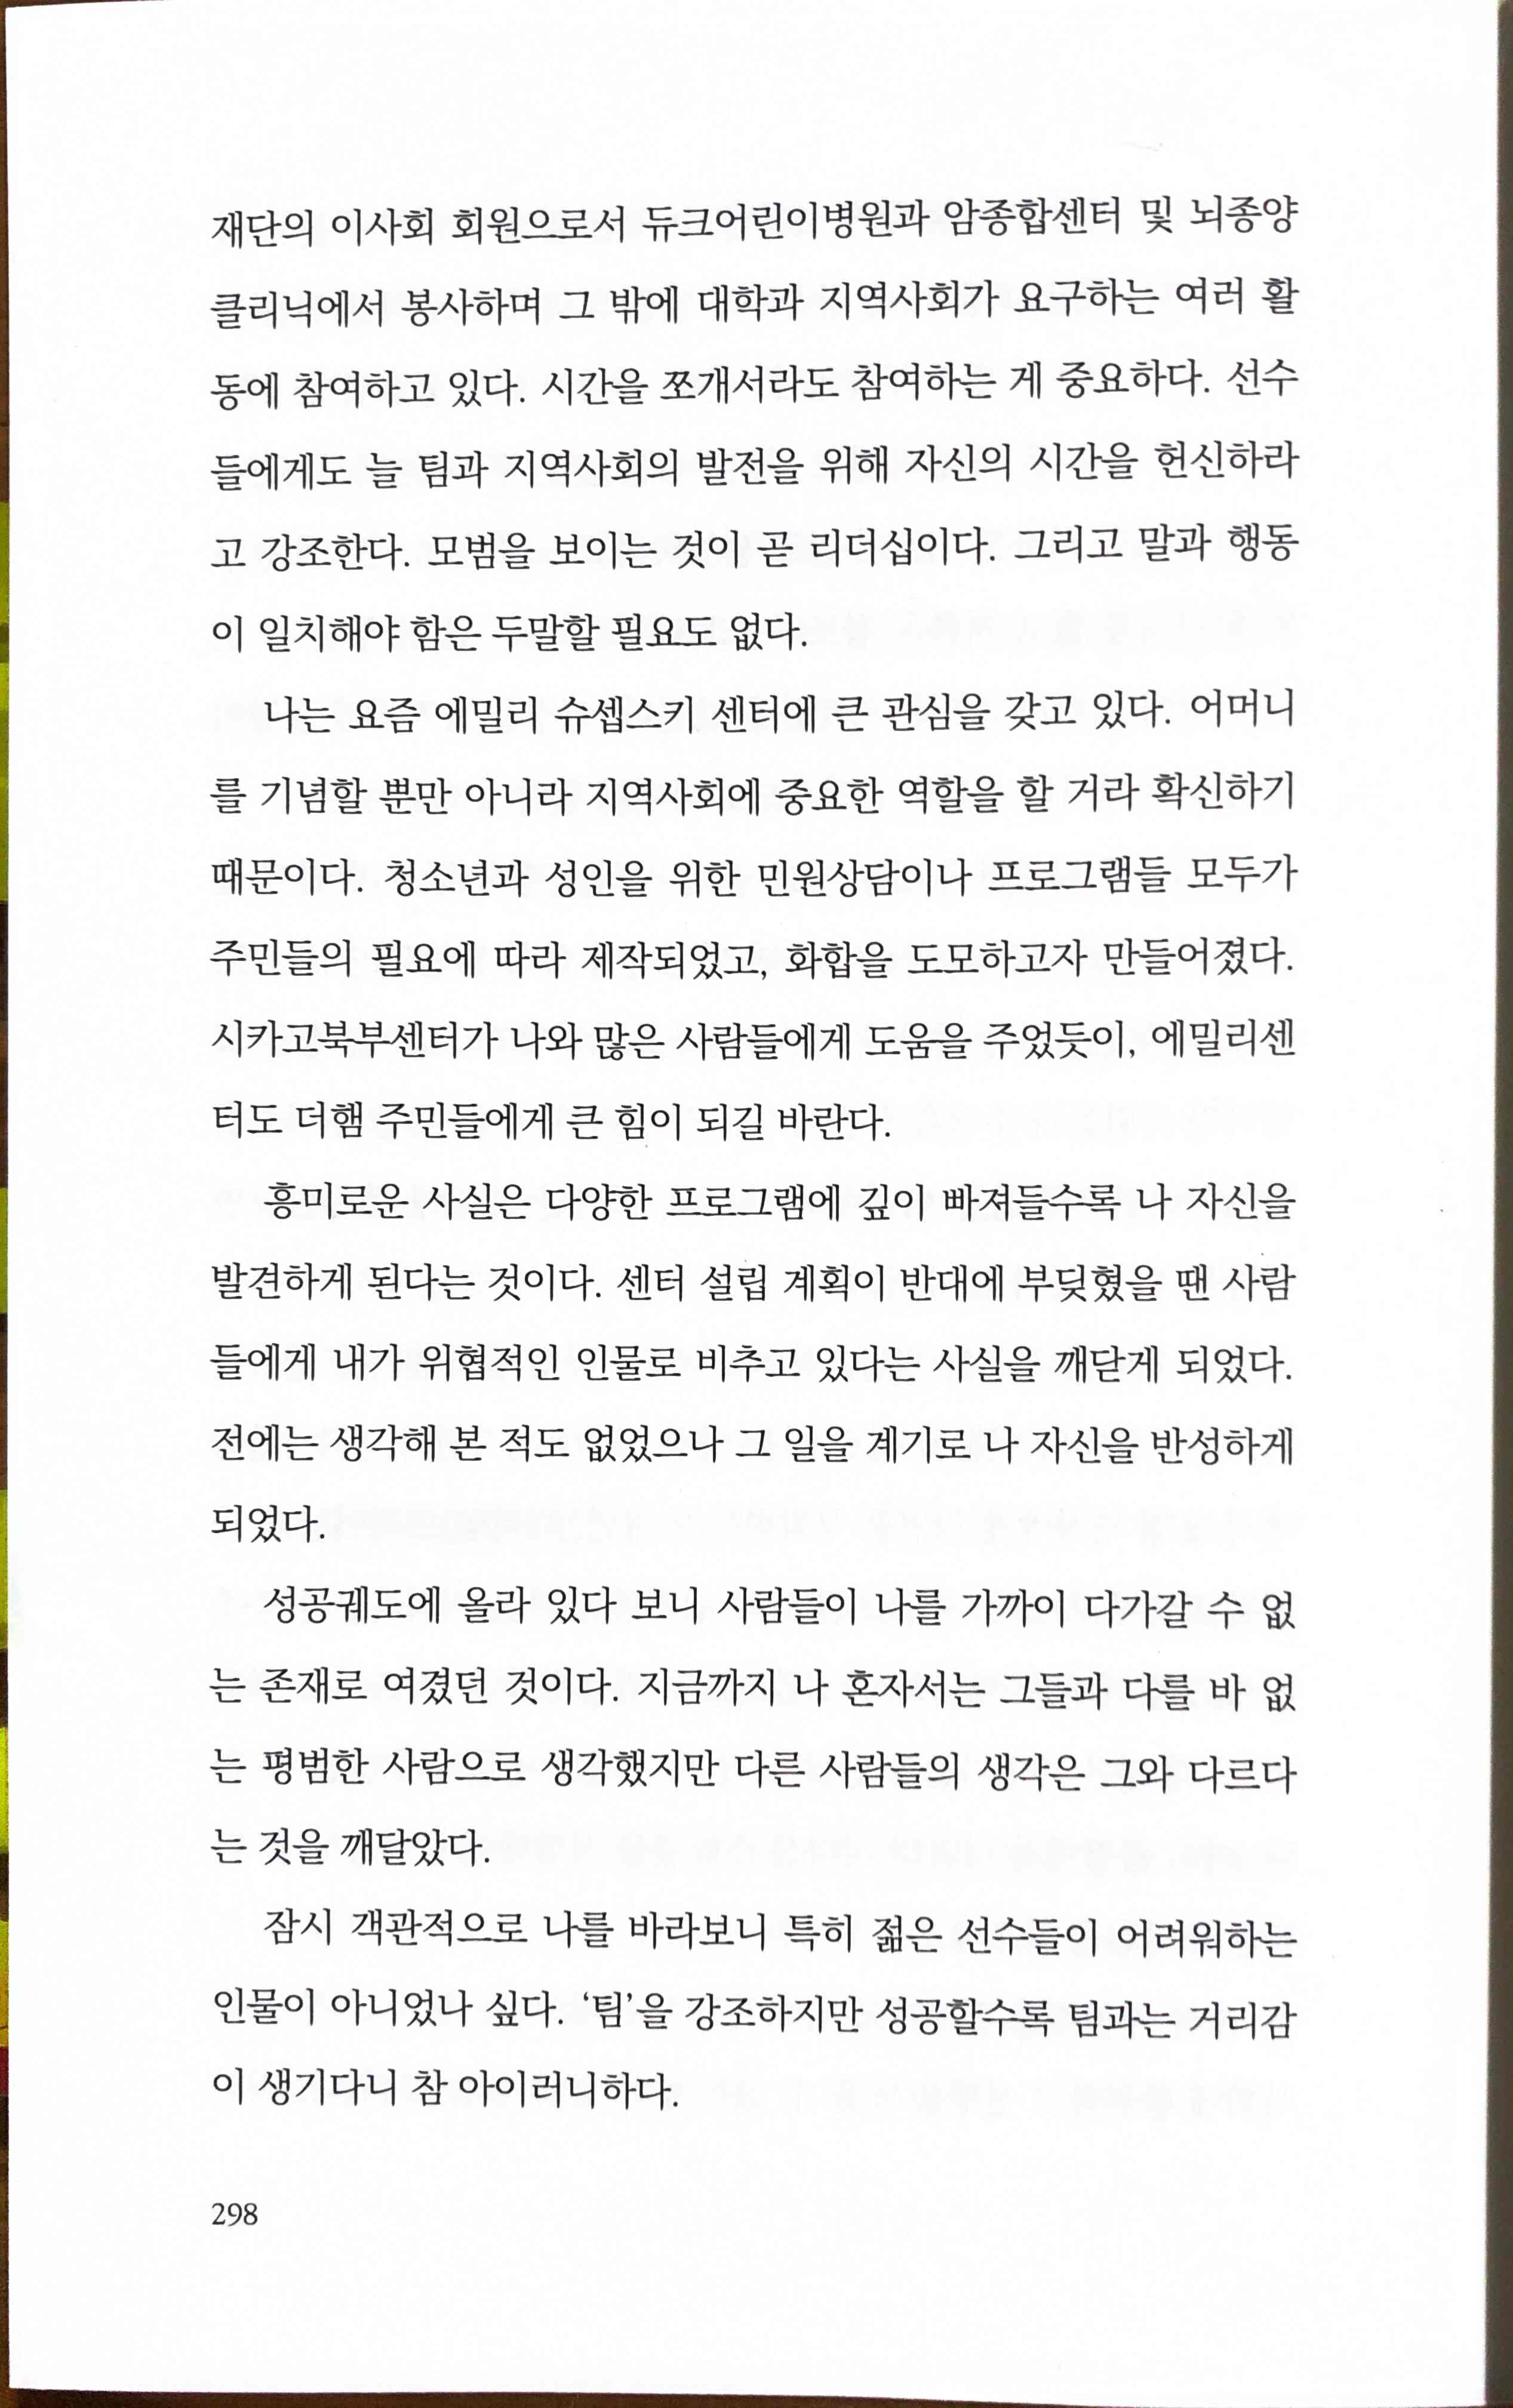 재단의 이사회 회원으로서 듀크어린이병원과 암종합센터 및 뇌종양
클리닉에서 봉사하며 그 밖에 대학과 지역사회가 요구하는 여러 활
동에 참여하고 있다. 시간을 쪼개서라도 참여하는 게 중요하다. 선수
들에게도 늘 팀과 지역사회의 발전을 위해 자신의 시간을 헌신하라
고 강조한다. 모범을 보이는 것이 곧 리더십이다. 그리고 말과 행동
이 일치해야 함은 두말할 필요도 없다.
나는 요즘 에밀리 슈셉스키 센터에 큰 관심을 갖고 있다. 어머니
를 기념할 뿐만 아니라 지역사회에 중요한 역할을 할 거라 확신하기
때문이다. 청소년과 성인을 위한 민원상담이나 프로그램들 모두가
주민들의 필요에 따라 제작되었고, 화합을 도모하고자 만들어졌다.
시카고북부센터가 나와 많은 사람들에게 도움을 주었듯이, 에밀리센
터도 더햄 주민들에게 큰 힘이 되길 바란다.
흥미로운 사실은 다양한 프로그램에 깊이 빠져들수록 나 자신을
발견하게 된다는 것이다. 센터 설립 계획이 반대에 부딪혔을 땐 사람
들에게 내가 위협적인 인물로 비추고 있다는 사실을 깨닫게 되었다.
전에는 생각해 본 적도 없었으나 그 일을 계기로 나 자신을 반성하게
되었다.
성공궤도에 올라 있다 보니 사람들이 나를 가까이 다가갈 수 없
는 존재로 여겼던 것이다. 지금까지 나 혼자서는 그들과 다를 바 없
는 평범한 사람으로 생각했지만 다른 사람들의 생각은 그와 다르다
는 것을 깨달았다.
잠시 객관적으로 나를 바라보니 특히 젊은 선수들이 어려워하는
인물이 아니었나 싶다. ‘팀’을 강조하지만 성공할수록 팀과는 거리감
이 생기다니 참 아이러니하다.
298